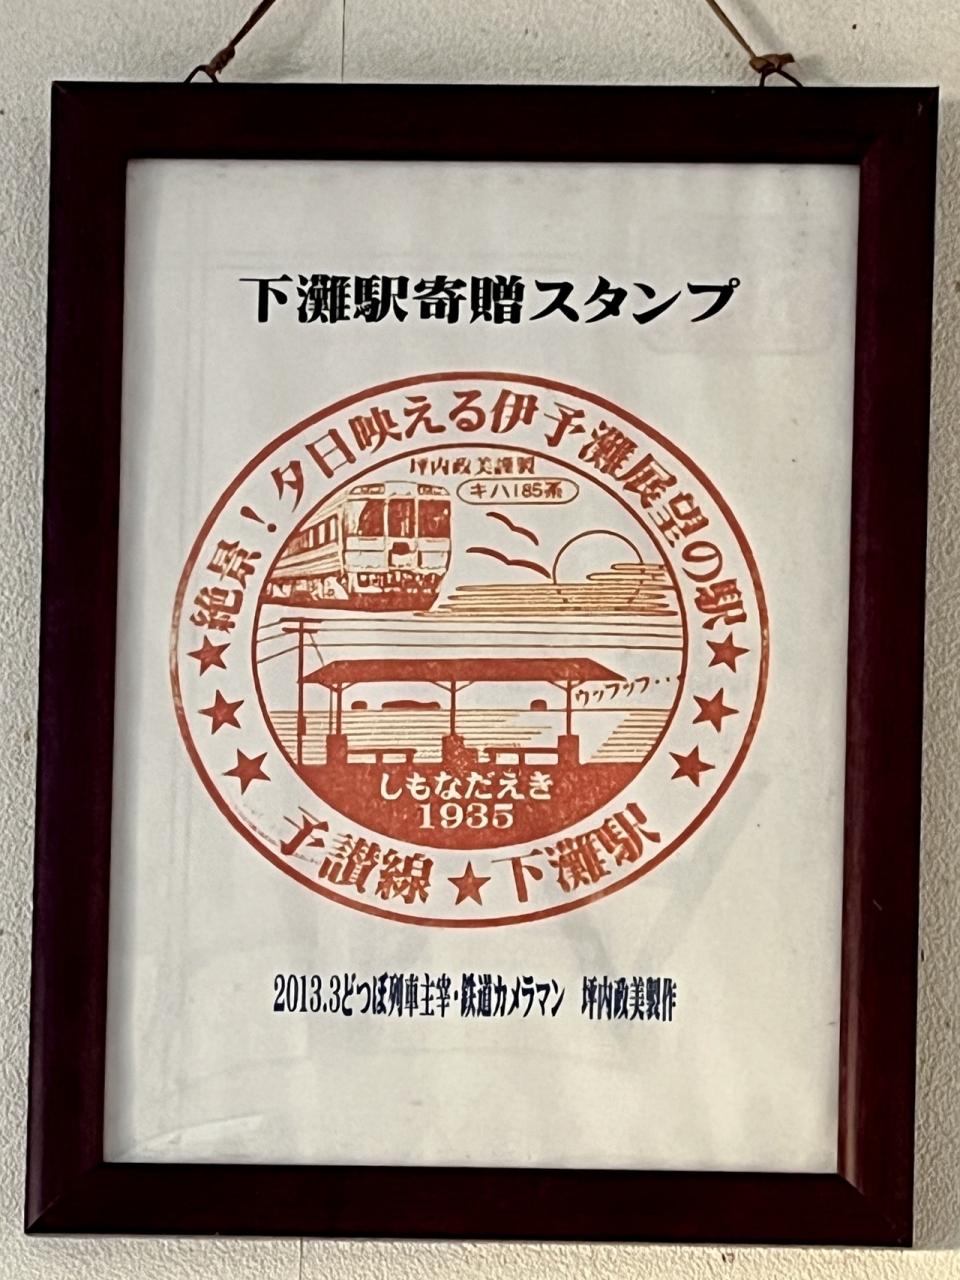 下灘駅寄贈スタンプ
絶景！夕日映える伊予灘展望の駅
坪内政美謹製
キハ185系
ウッフッフ・・
しもなだえき
1935
予讃線★下灘駅
2013.3どつぼ列車主宰・鉄道カメラマン 坪内政美製作